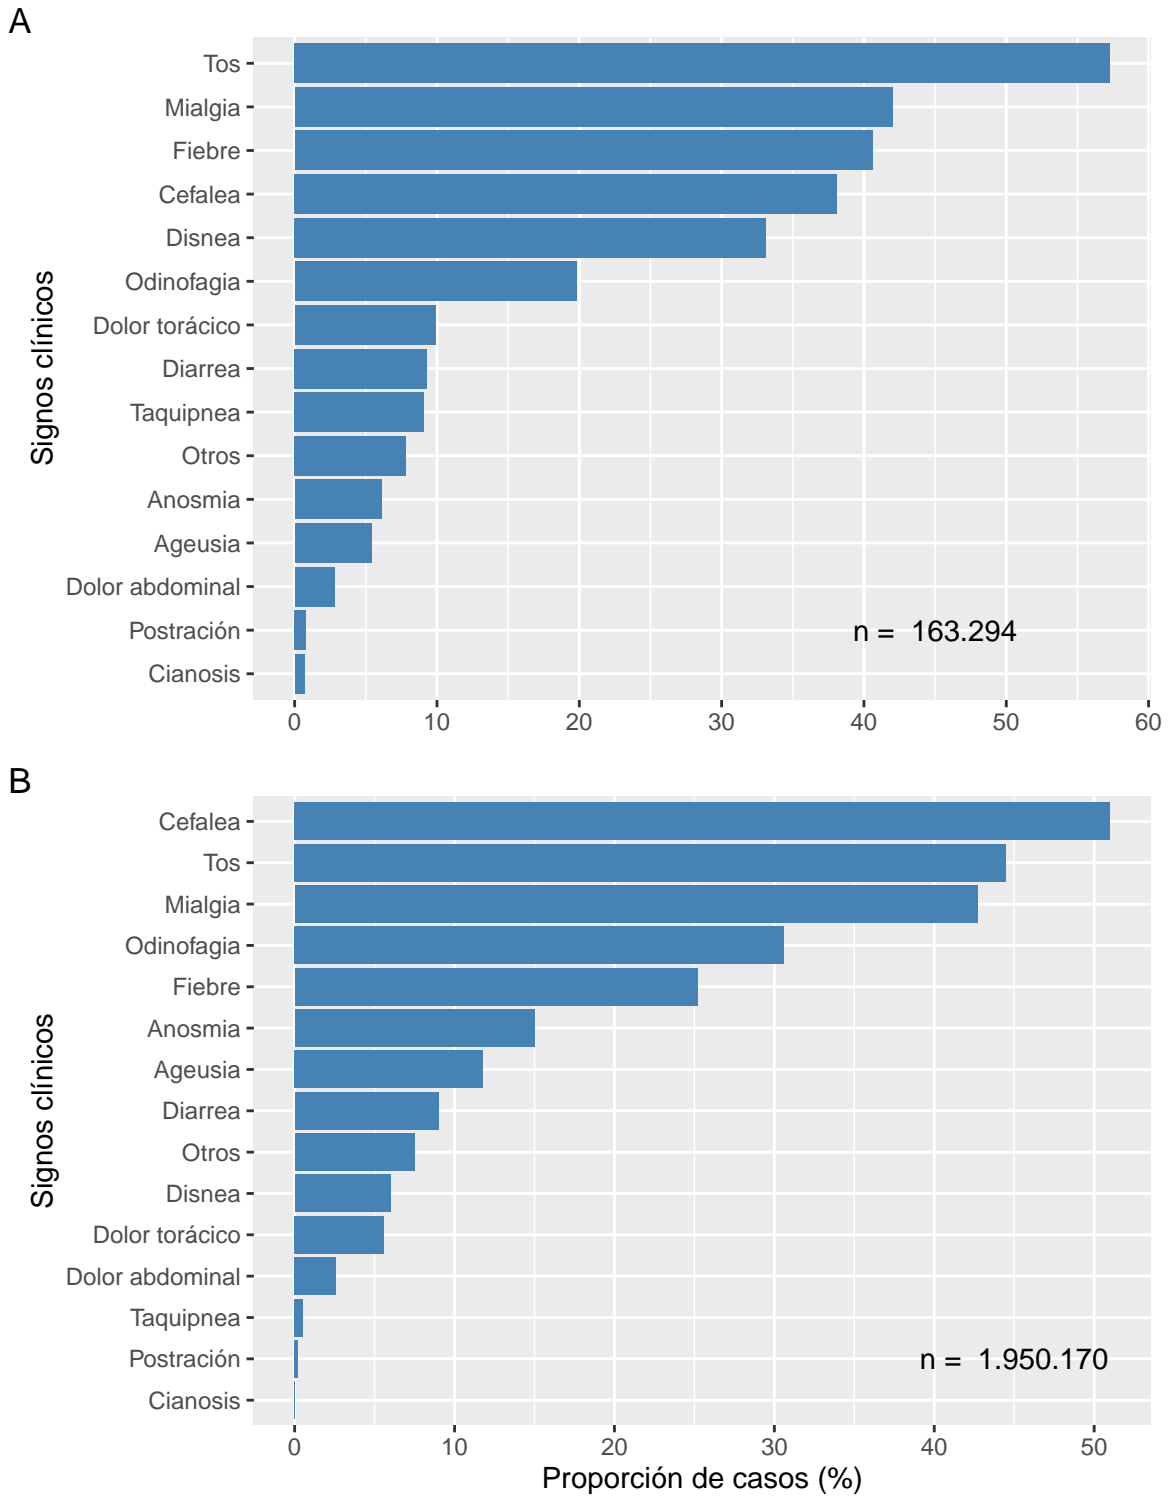 A
Tos
Mialgia
Fiebre
Cefalea
Disnea
Odinofagia
Dolor torácico
Diarrea
Taquipnea
Otros
Anosmia
Ageusia
Dolor abdominal
Postración
Cianosis
Signos clínicos
n = 163.294
0 10 20 30 40 50 60
B
Cefalea
Tos
Mialgia
Odinofagia
Fiebre
Anosmia
Ageusia
Diarrea
Otros
Disnea
Dolor torácico
Dolor abdominal
Taquipnea
Postración
Cianosis
Signos clínicos
n = 1.950.170
0 10 20 30 40 50
Proporción de casos (%)